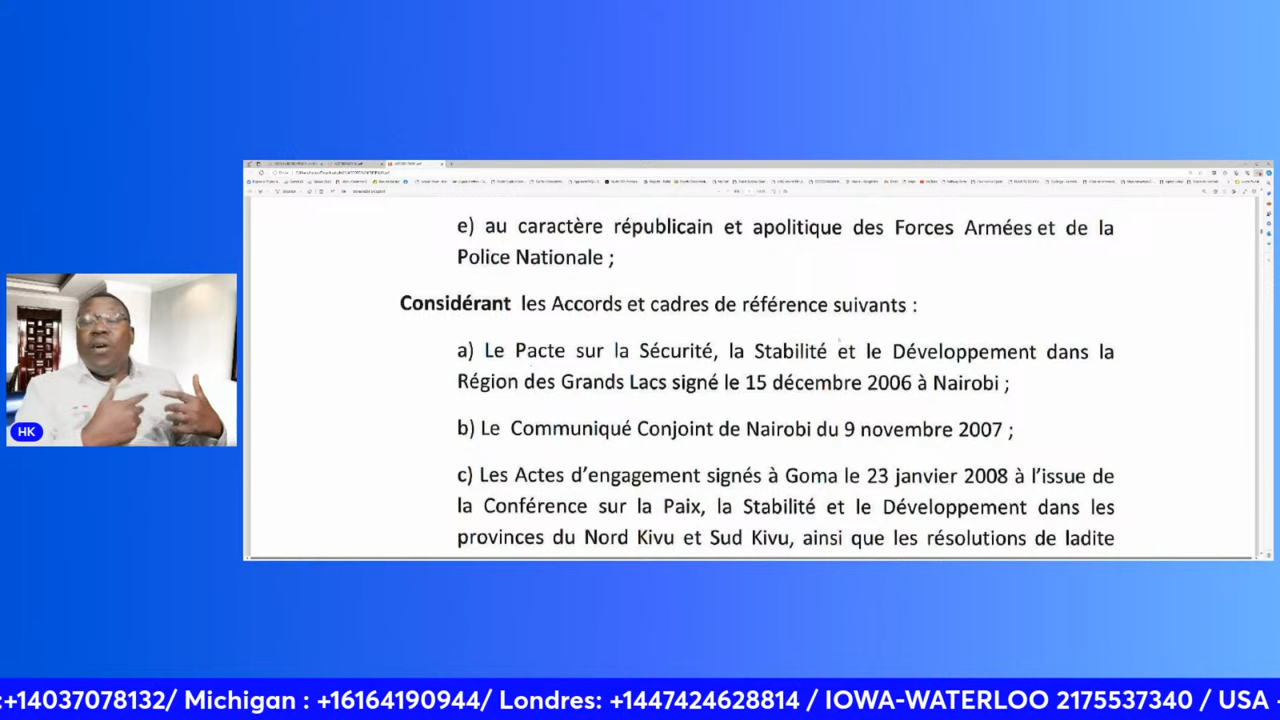 e) au caractère républicain et apolitique des Forces Armées et de la
Police Nationale ;
Considérant les Accords et cadres de référence suivants :
a) Le Pacte sur la Sécurité, la Stabilité et le Développement dans la
Région des Grands Lacs signé le 15 décembre 2006 à Nairobi ;
b) Le Communiqué Conjoint de Nairobi du 9 novembre 2007 ;
c) Les Actes d'engagement signés à Goma le 23 janvier 2008 à l'issue de
la Conférence sur la Paix, la Stabilité et le Développement dans les
provinces du Nord Kivu et Sud Kivu, ainsi que les résolutions de ladite
HK
:+14037078132/ Michigan : +16164190944/ Londres: +1447424628814 / IOWA-WATERLOO 2175537340 / USA